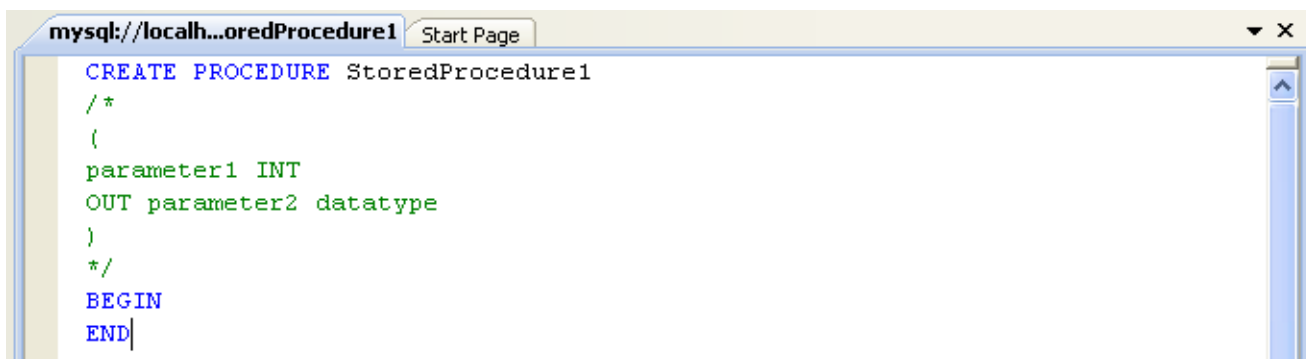 mysql://localh...oredProcedure1 Start Page
CREATE PROCEDURE StoredProcedure1
/*
(
parameter1 INT
OUT parameter2 datatype
)
*/
BEGIN
END